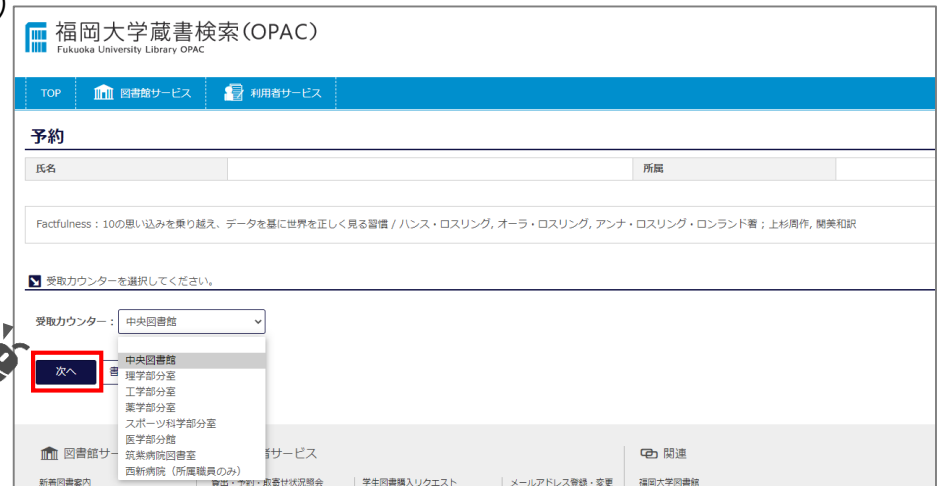 )
福岡大学蔵書検索(OPAC)
Fukuoka University Library OPAC
TOP 図書館サービス 利用者サービス
予約
氏名 所属
Factfulness : 10の思い込みを乗り越え、データを基に世界を正しく見る習慣 / ハンス・ロスリング, オーラ・ロスリング, アンナ・ロスリング・ロンランド著 ; 上杉周作, 関美和訳
受取カウンターを選択してください。
受取カウンター : 中央図書館
中央図書館
次へ 書
理学部分室
工学部分室
薬学部分室
スポーツ科学部分室
医学部分館
筑紫病院図書室
西新病院（所属職員のみ）
図書館サー 者サービス 関連
新着図書案内 貸出・予約・取寄せ状況照会 学生図書購入リクエスト メールアドレス登録・変更 福岡大学図書館